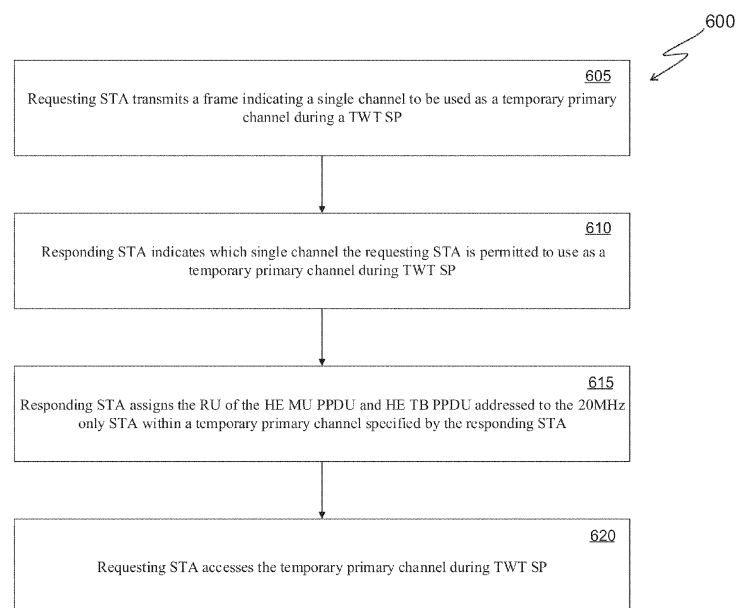 600
605
Requesting STA transmits a frame indicating a single channel to be used as a temporary primary
channel during a TWT SP
610
Responding STA indicates which single channel the requesting STA is permitted to use as a
temporary primary channel during TWT SP
615
Responding STA assigns the RU of the HE MU PPDU and HE TB PPDU addressed to the 20MHz
only STA within a temporary primary channel specified by the responding STA
620
Requesting STA accesses the temporary primary channel during TWT SP